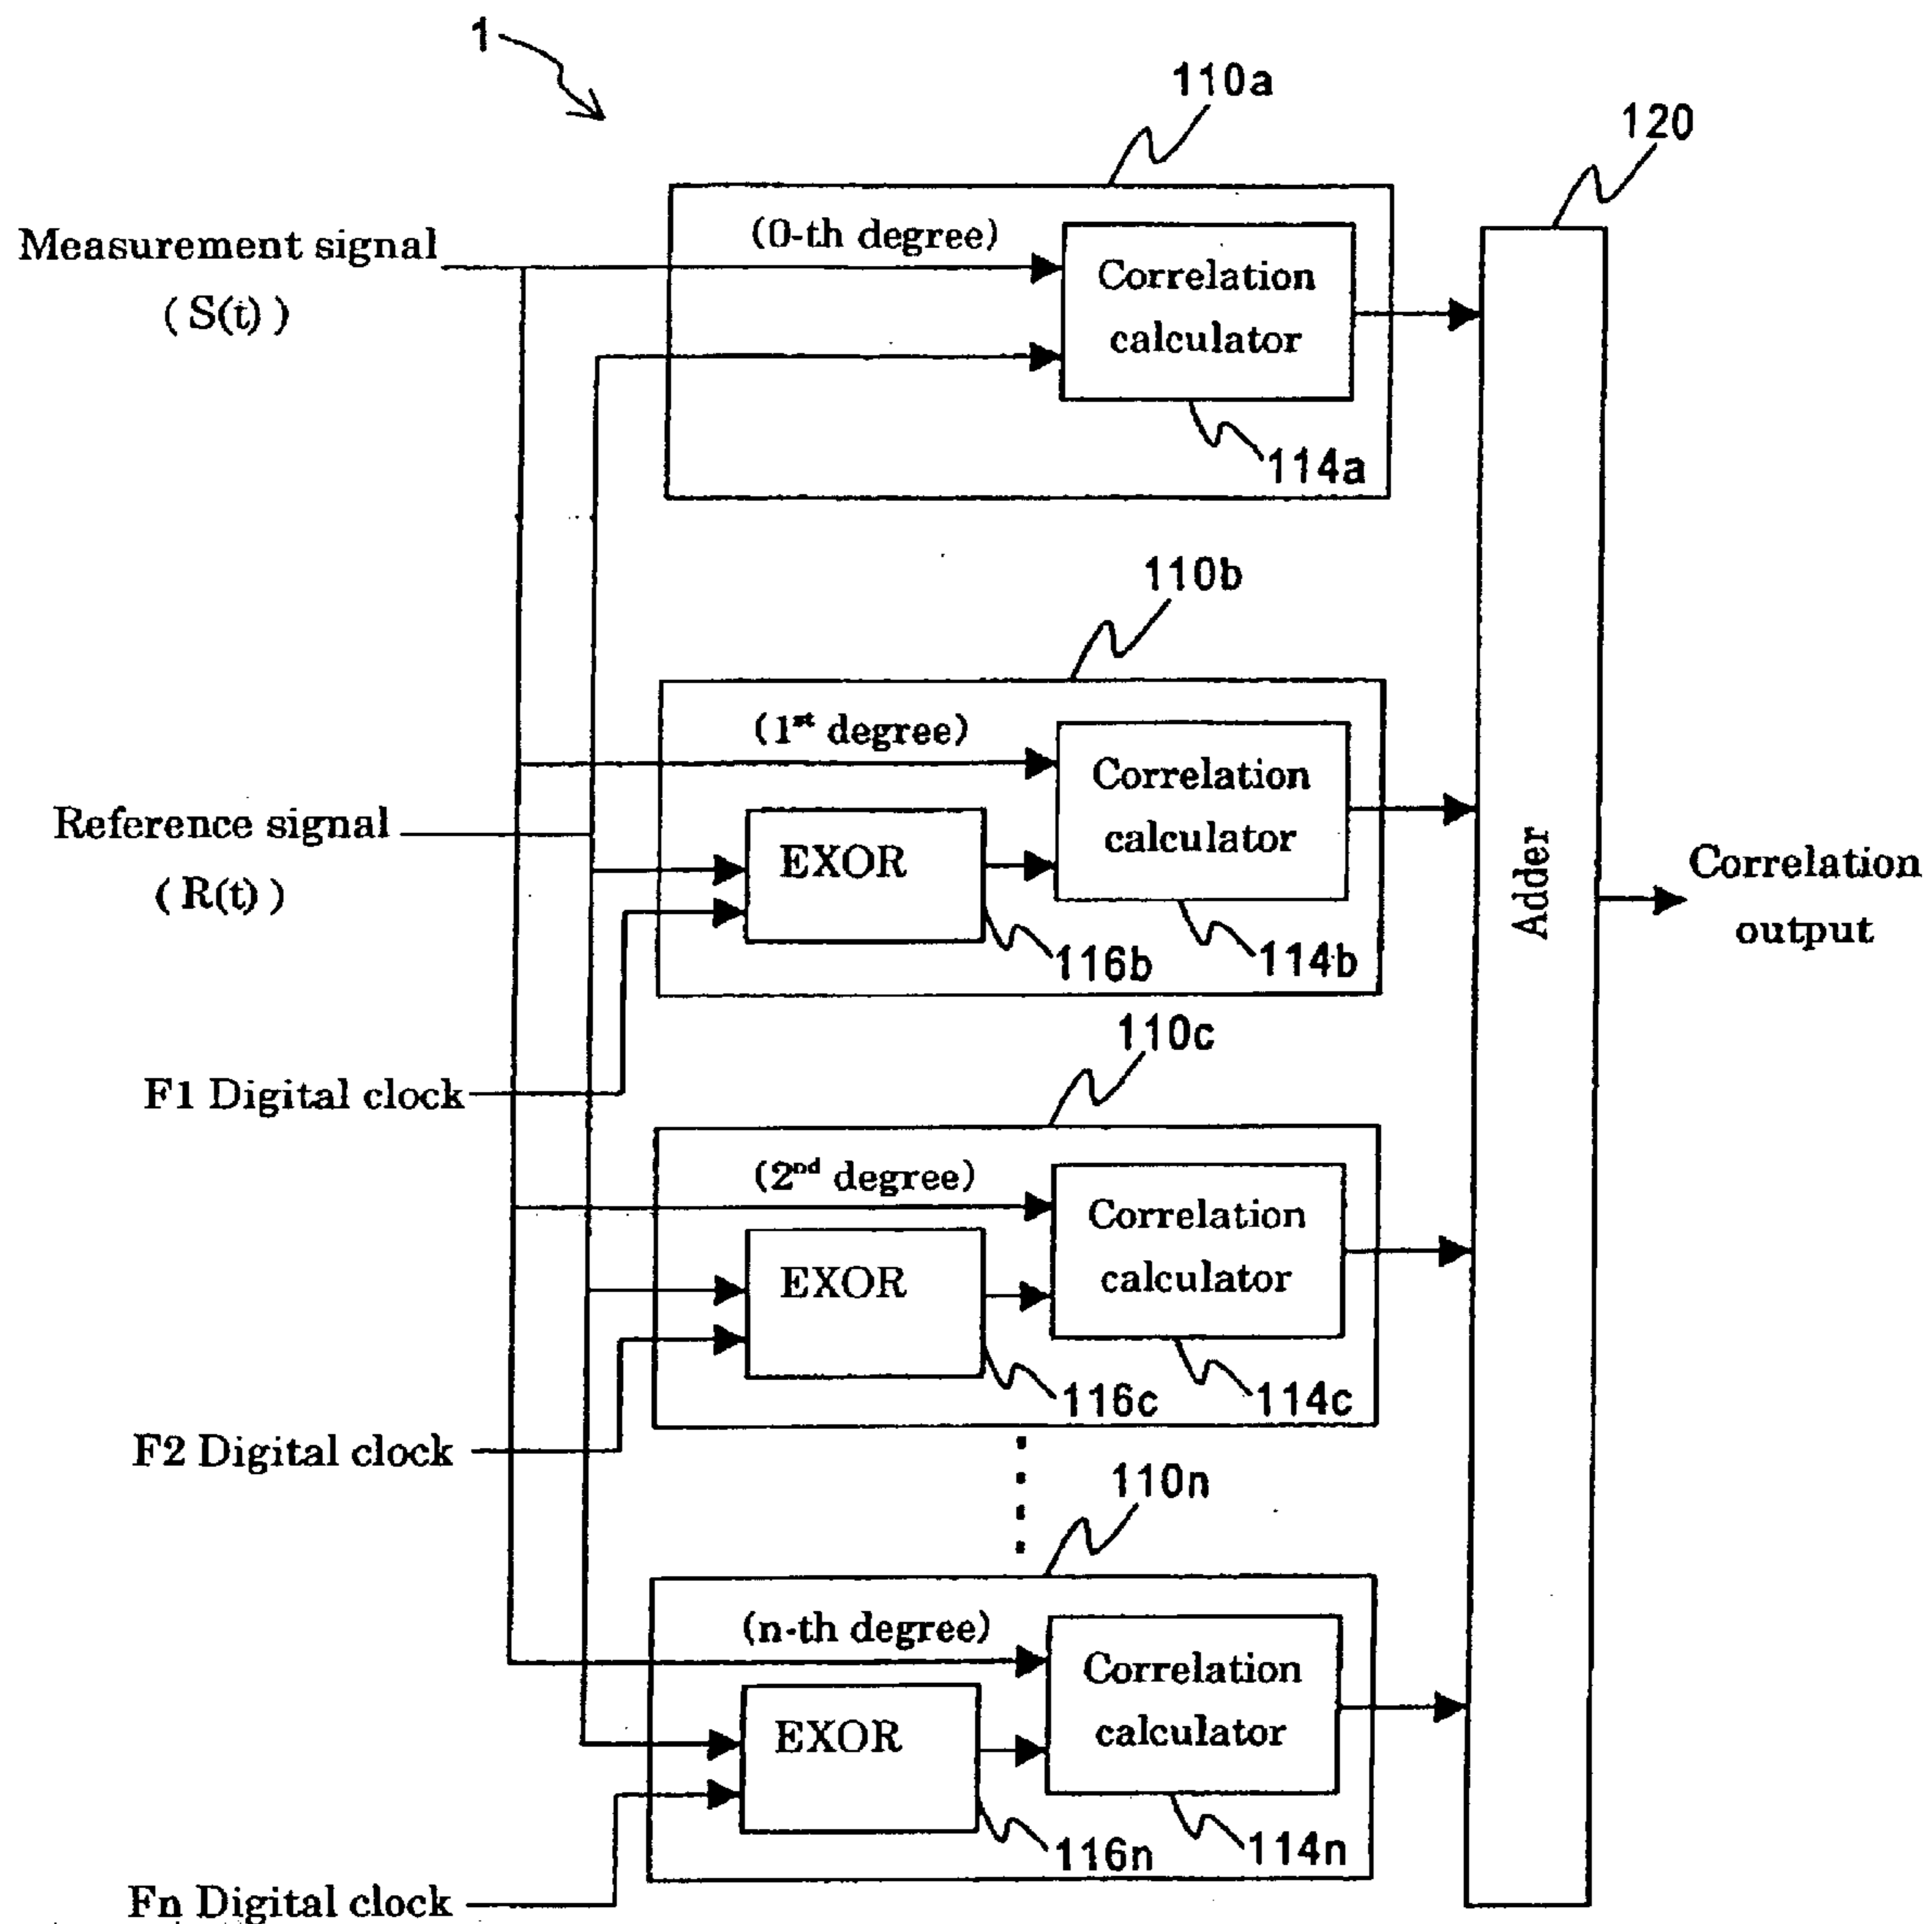 1
110a
120
Measurement signal
( S(t) )
(0-th degree)
Correlation
calculator
114a
110b
(1st degree)
Correlation
calculator
Reference signal
( R(t) )
EXOR
116b
114b
Adder
Correlation
output
110c
F1 Digital clock
(2nd degree)
Correlation
calculator
EXOR
116c
114c
F2 Digital clock
110n
(n-th degree)
Correlation
calculator
EXOR
116n
114n
Fn Digital clock